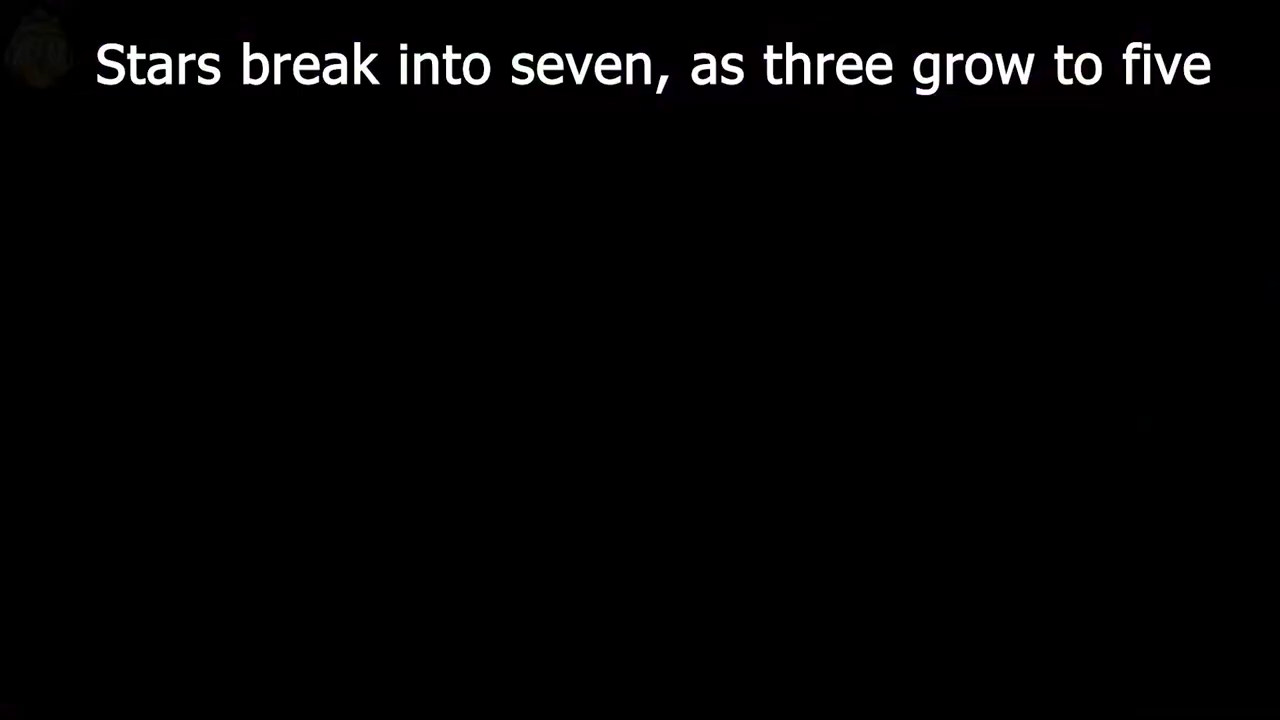 Stars break into seven, as three grow to five